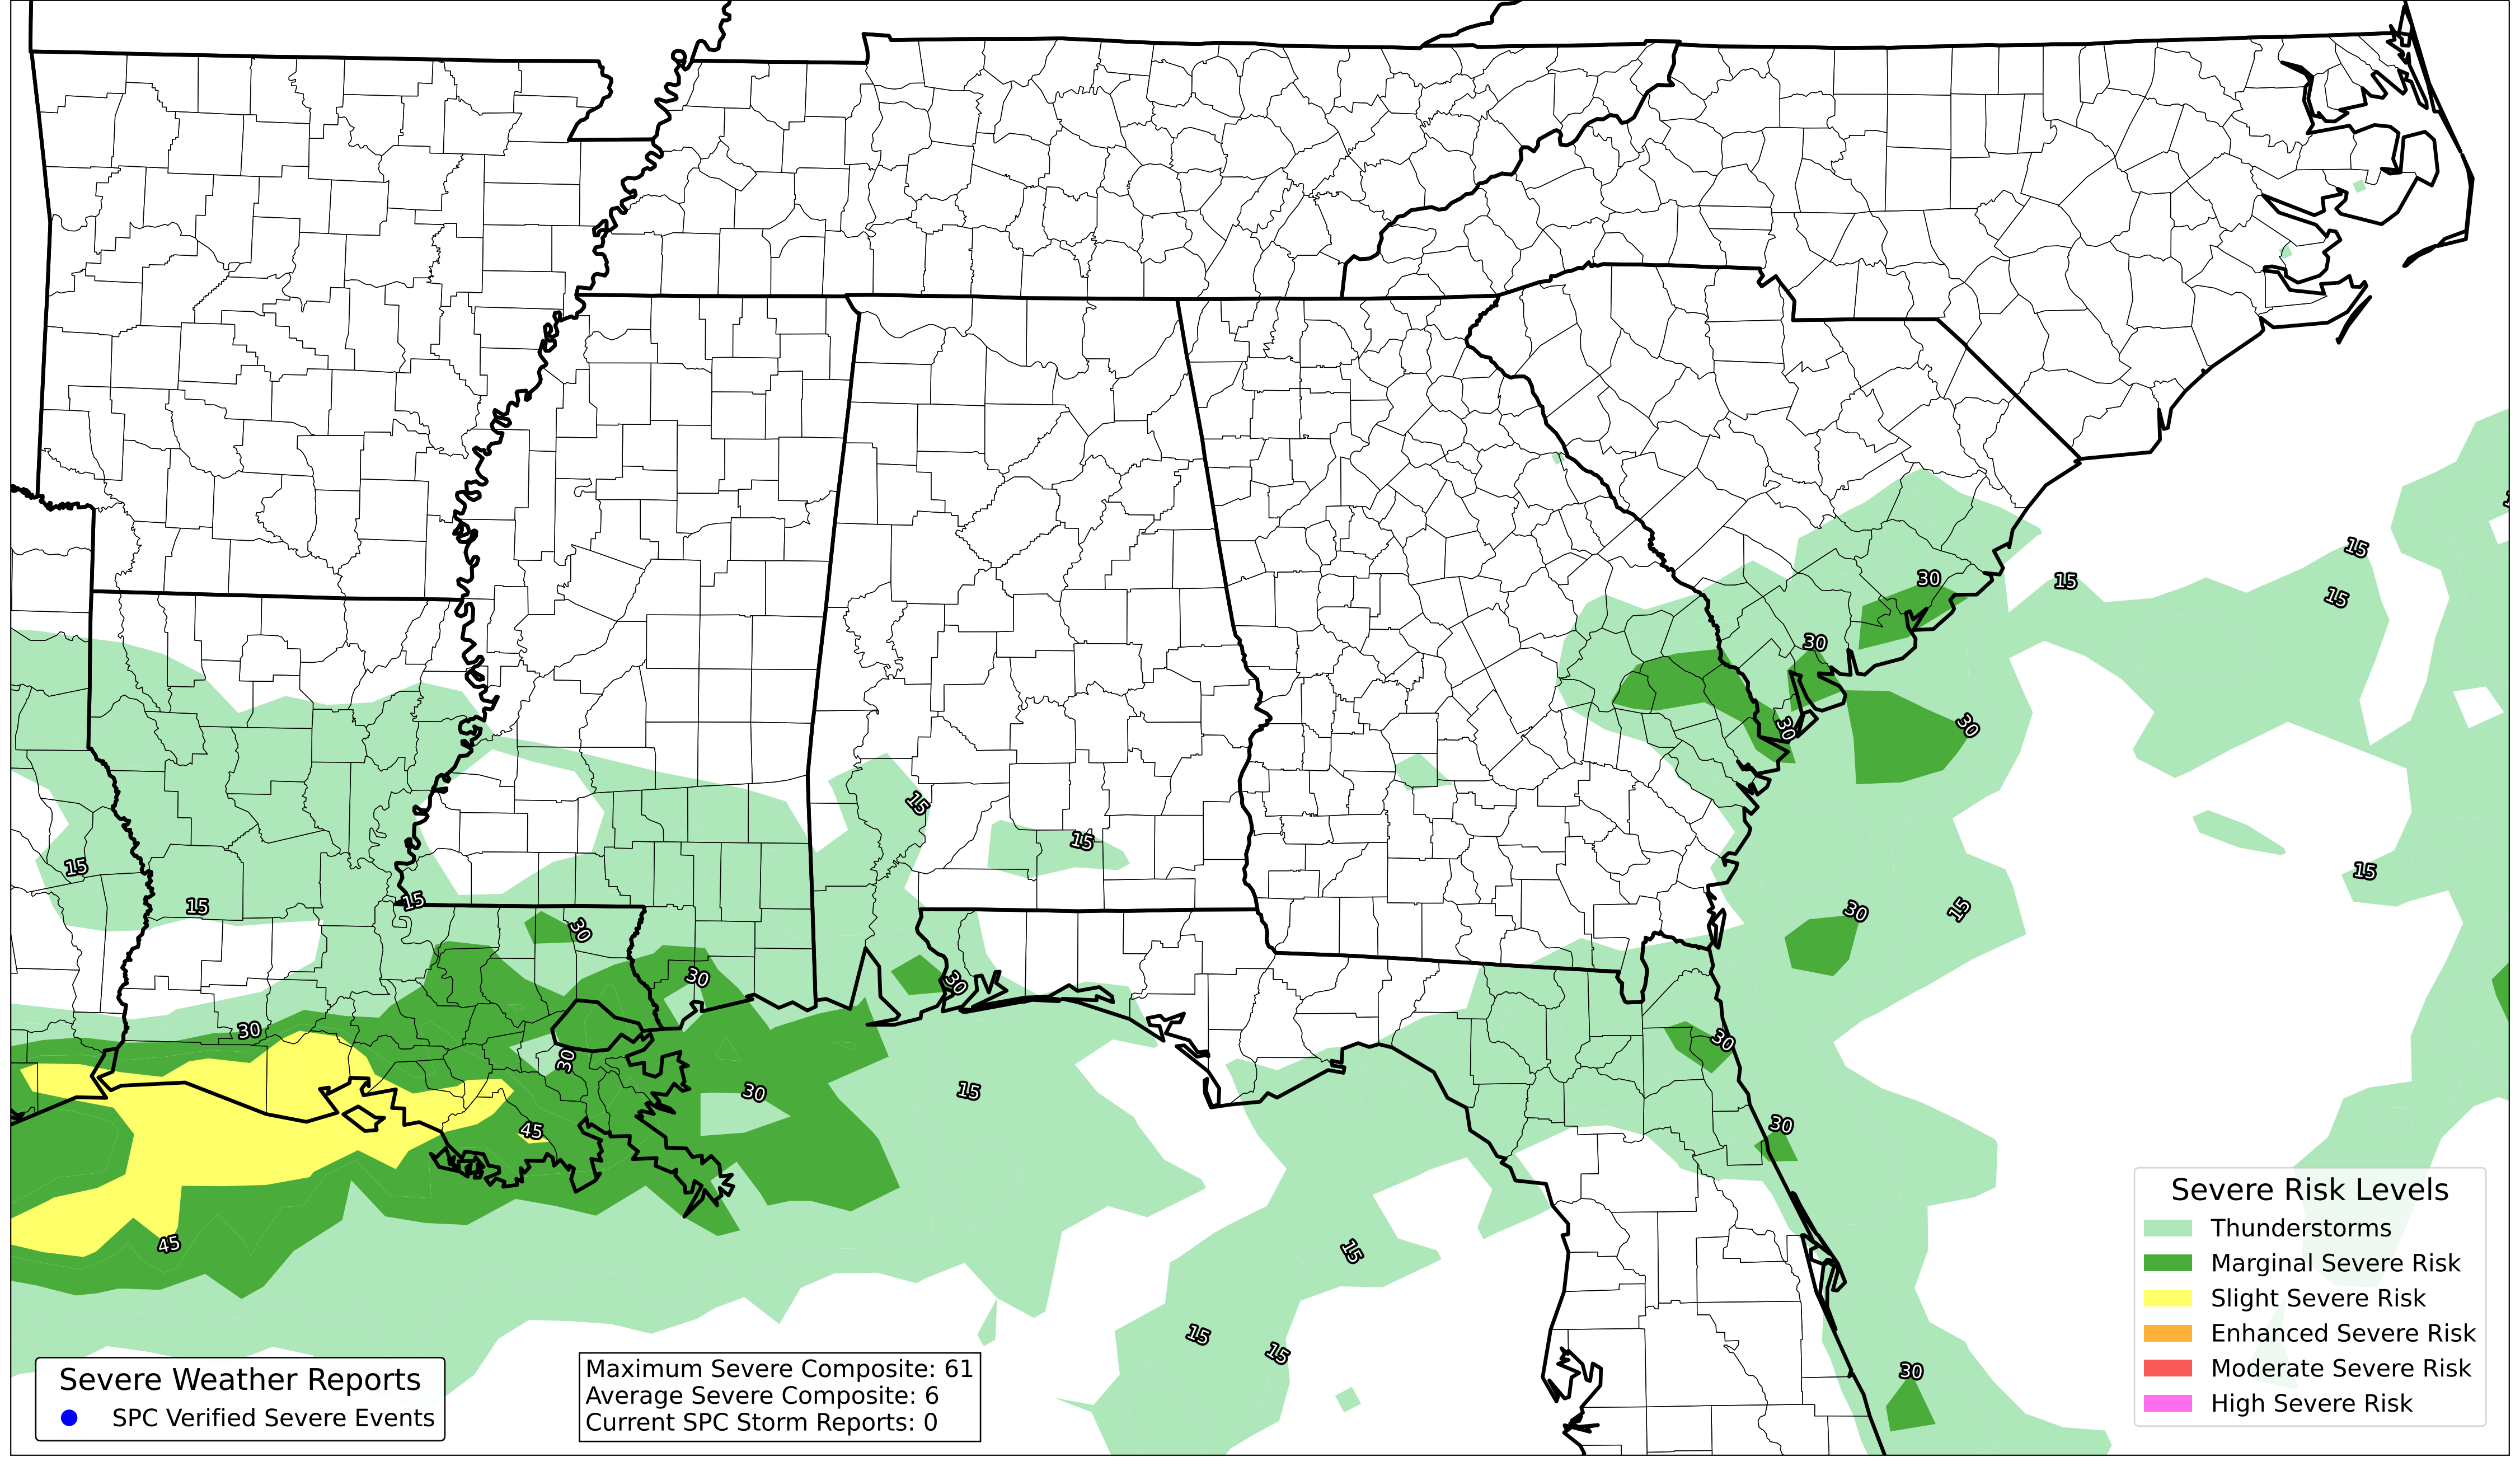 15
15
30
15
30
30
15
30
15
15
30
15
15
15
30
15
30
30
30
30
15
30
30
15
30
45
30
45
15
15
15
30
Severe Risk Levels
Thunderstorms
Marginal Severe Risk
Slight Severe Risk
Enhanced Severe Risk
Moderate Severe Risk
High Severe Risk
Severe Weather Reports
SPC Verified Severe Events
Maximum Severe Composite: 61
Average Severe Composite: 6
Current SPC Storm Reports: 0